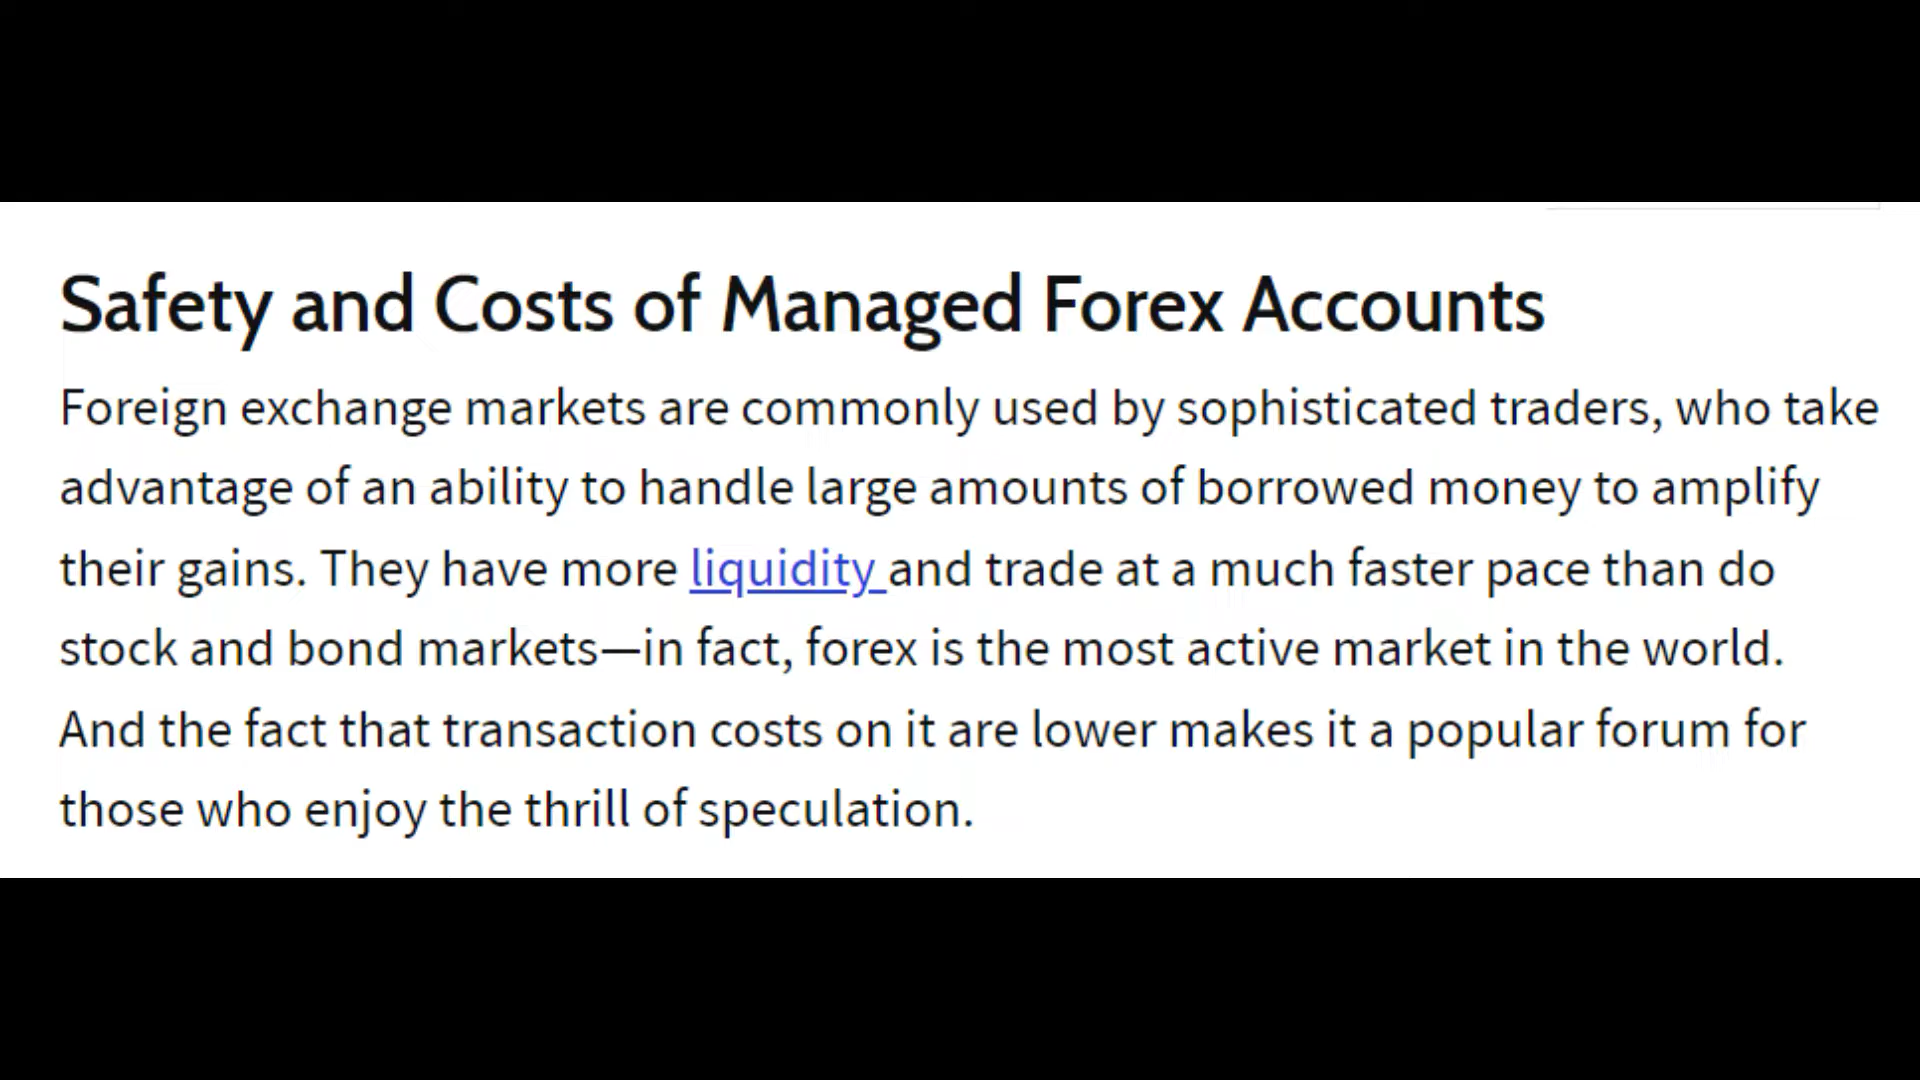 Safety and Costs of Managed Forex Accounts
Foreign exchange markets are commonly used by sophisticated traders, who take
advantage of an ability to handle large amounts of borrowed money to amplify
their gains. They have more liquidity and trade at a much faster pace than do
stock and bond markets—in fact, forex is the most active market in the world.
And the fact that transaction costs on it are lower makes it a popular forum for
those who enjoy the thrill of speculation.